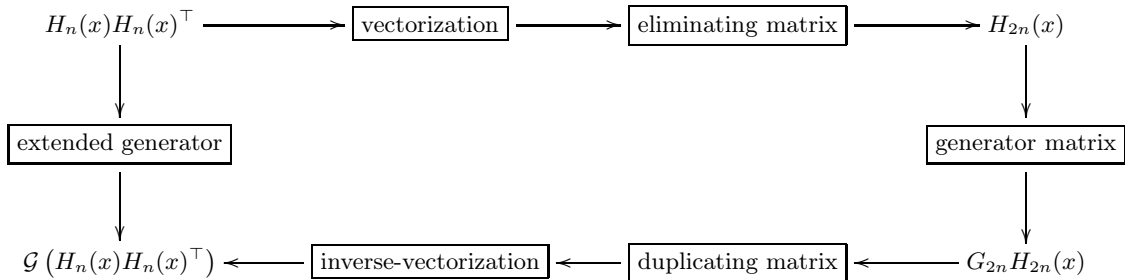 H_n(x)H_n(x)^⊤ vectorization eliminating matrix H_{2n}(x)
extended generator generator matrix
𝒢(H_n(x)H_n(x)^⊤) inverse-vectorization duplicating matrix G_{2n}H_{2n}(x)